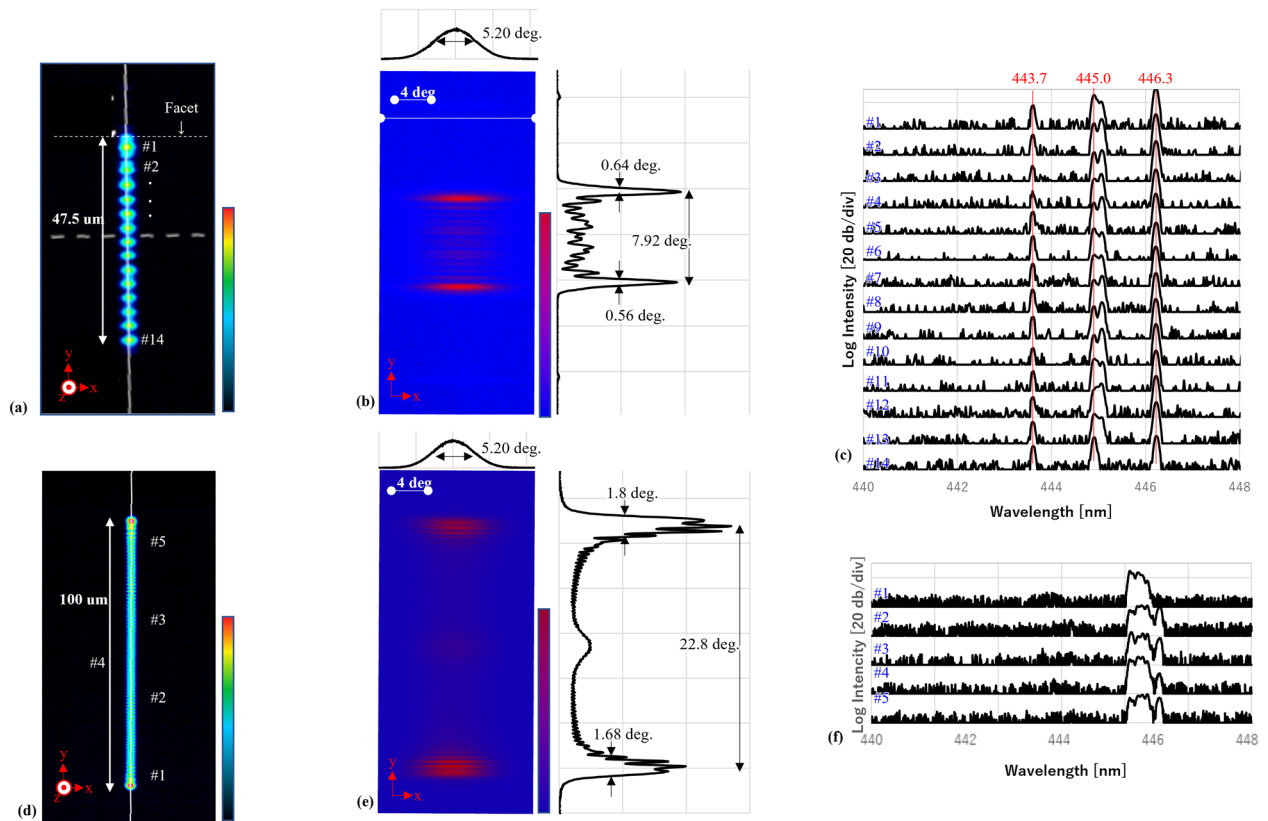 5.20 deg.
4 deg
443.7 445.0 446.3
Facet
#1
#2
47.5 um
#14
y
x
z
(a)
0.64 deg.
7.92 deg.
0.56 deg.
y
x
(b)
Log Intensity [20 db/div]
#1
#2
#3
#4
#5
#6
#7
#8
#9
#10
#11
#12
#13
#14
440 442 444 446 448
Wavelength [nm]
(c)
#5
100 um
#3
#4
#2
#1
y
x
z
(d)
5.20 deg.
4 deg
1.8 deg.
22.8 deg.
1.68 deg.
y
x
(e)
Log Intencity [20 db/div]
#1
#2
#3
#4
#5
440 442 444 446 448
Wavelength [nm]
(f)